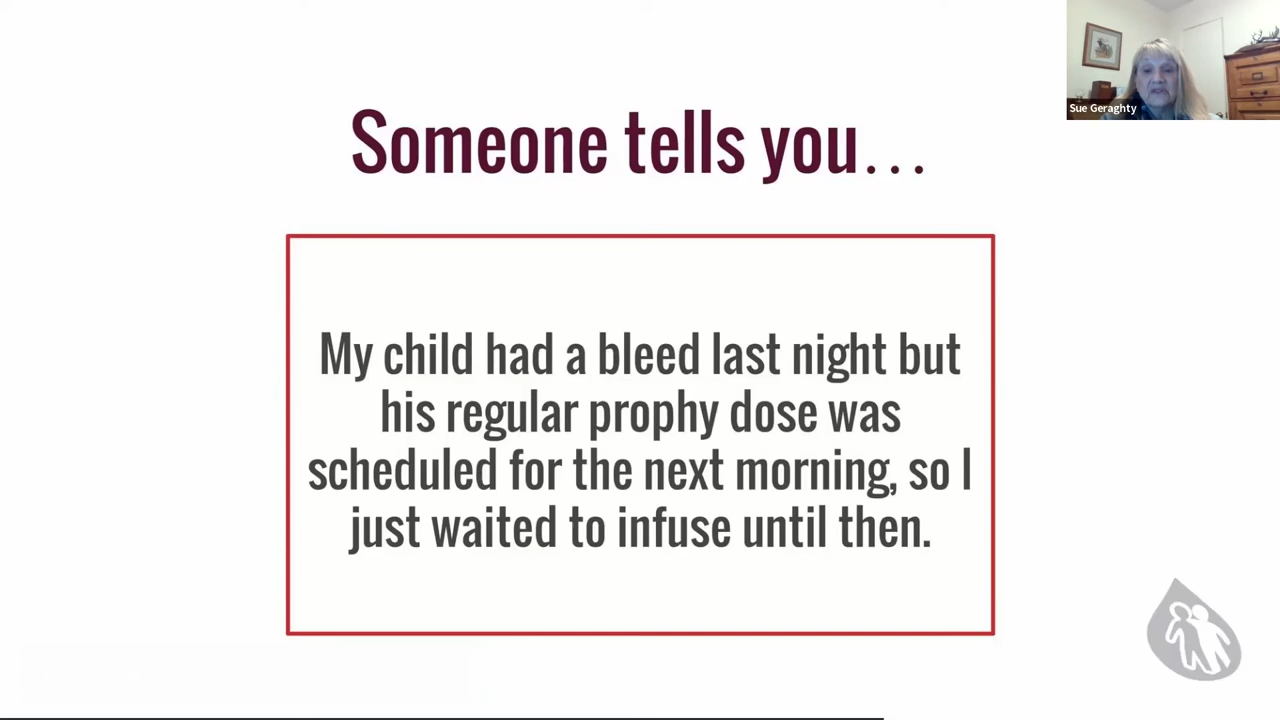 Sue Geraghty
Someone tells you...
My child had a bleed last night but
his regular prophy dose was
scheduled for the next morning, so I
just waited to infuse until then.